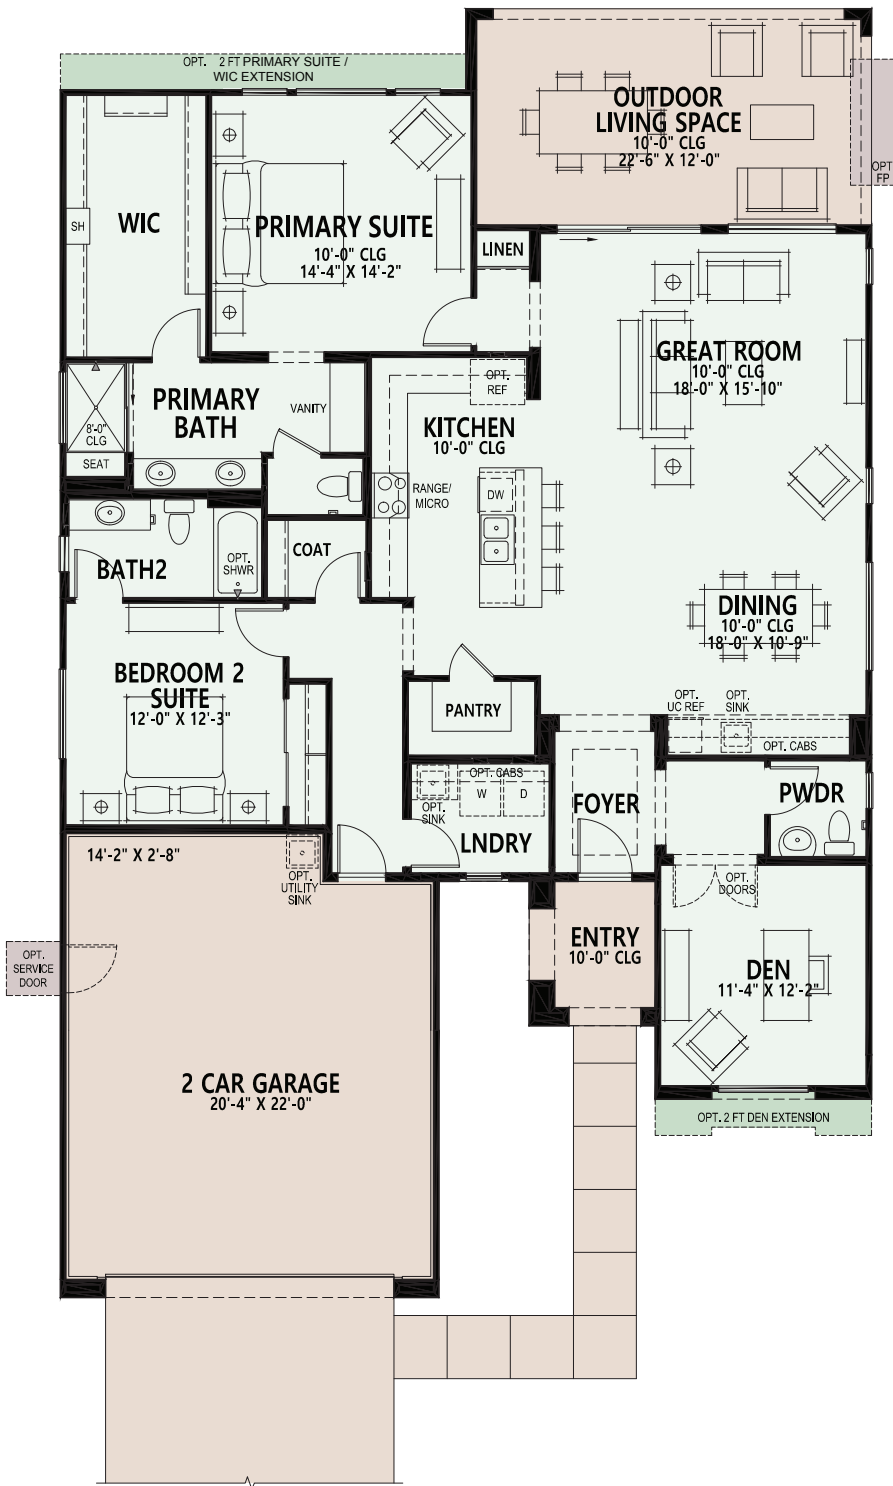 OPT. 2 FT PRIMARY SUITE /
WIC EXTENSION
OUTDOOR
LIVING SPACE
10'-0" CLG
22'-6" X 12'-0"
OPT
FP
WIC
SH
PRIMARY SUITE
10'-0" CLG
14'-4" X 14'-2"
LINEN
GREAT ROOM
10'-0" CLG
18'-0" X 15'-10"
OPT.
REF
PRIMARY
BATH
VANITY
8'-0"
CLG
SEAT
KITCHEN
10'-0" CLG
RANGE/
MICRO
DW
COAT
BATH2
OPT.
SHWR
DINING
10'-0" CLG
18'-0" X 10'-9"
BEDROOM 2
SUITE
12'-0" X 12'-3"
PANTRY
OPT.
UC REF
OPT.
SINK
OPT. CABS
OPT. CABS
W
D
OPT.
SINK
LNDRY
FOYER
PWDR
14'-2" X 2'-8"
OPT.
UTILITY
SINK
OPT.
DOORS
OPT.
SERVICE
DOOR
ENTRY
10'-0" CLG
DEN
11'-4" X 12'-2"
2 CAR GARAGE
20'-4" X 22'-0"
OPT. 2 FT DEN EXTENSION